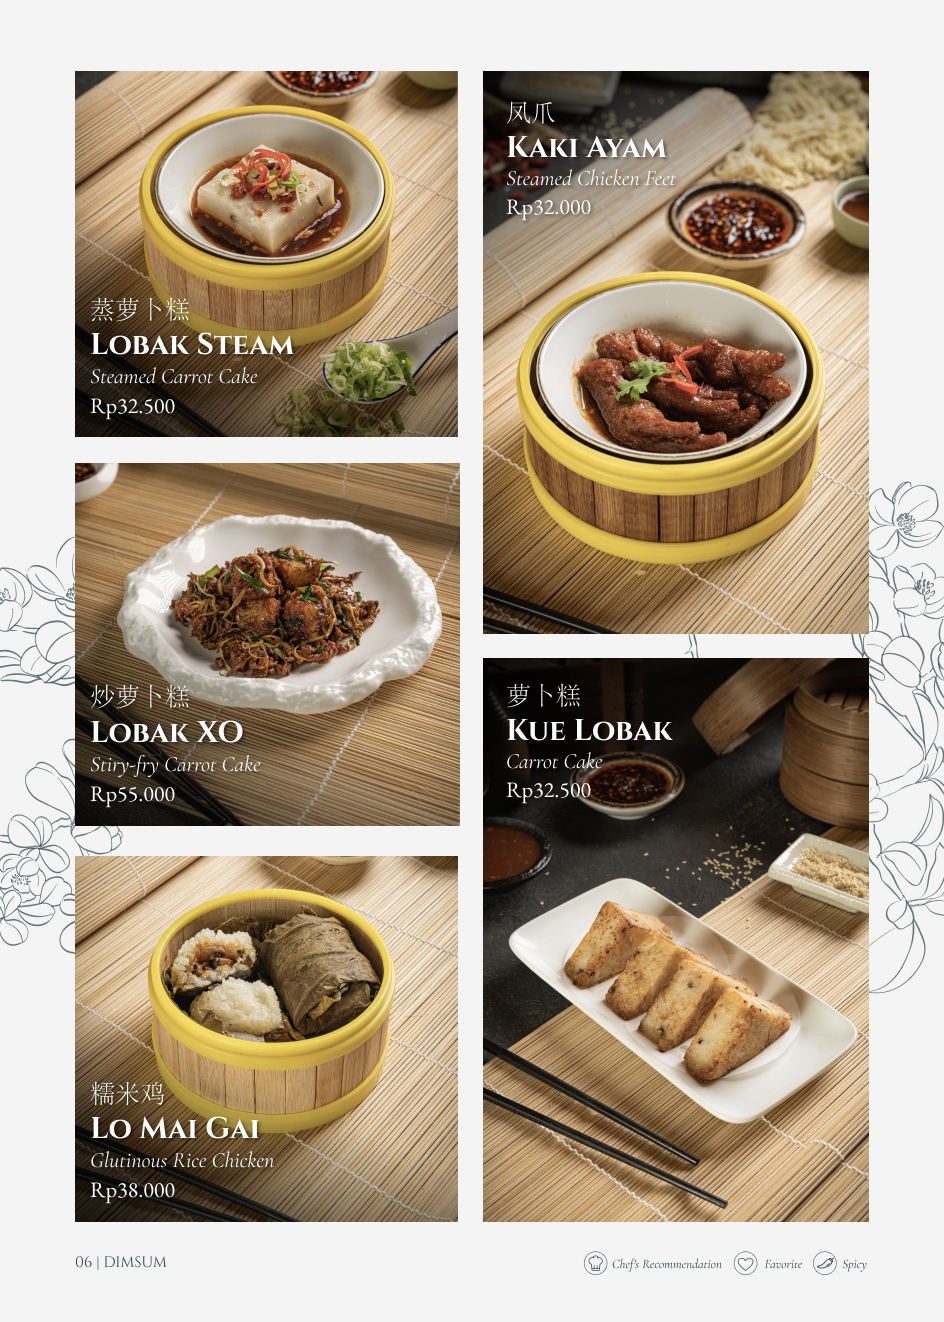 蒸萝卜糕
Lobak Steam
Steamed Carrot Cake
Rp32.500
凤爪
Kaki Ayam
Steamed Chicken Feet
Rp32.000
炒萝卜糕
Lobak XO
Stiry-fry Carrot Cake
Rp55.000
萝卜糕
Kue Lobak
Carrot Cake
Rp32.500
糯米鸡
Lo Mai Gai
Glutinous Rice Chicken
Rp38.000
06 | DIMSUM
Chef's Recommendation
Favorite
Spicy